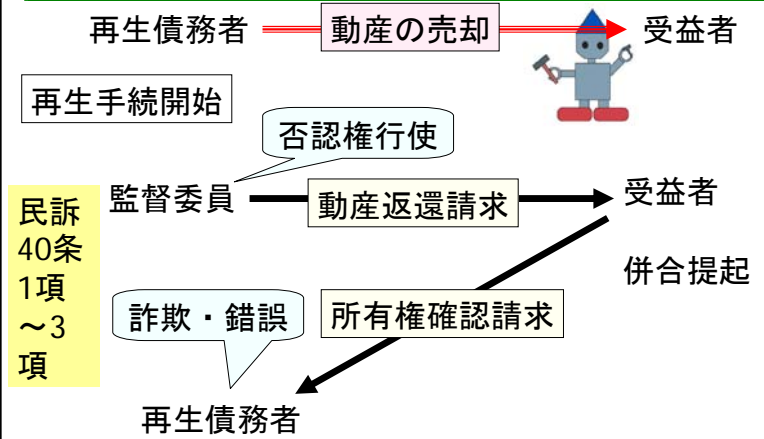 再生債務者
動産の売却
受益者
再生手続開始
否認権行使
監督委員
動産返還請求
受益者
民訴
40条
1項
～3
項
併合提起
詐欺・錯誤
所有権確認請求
再生債務者